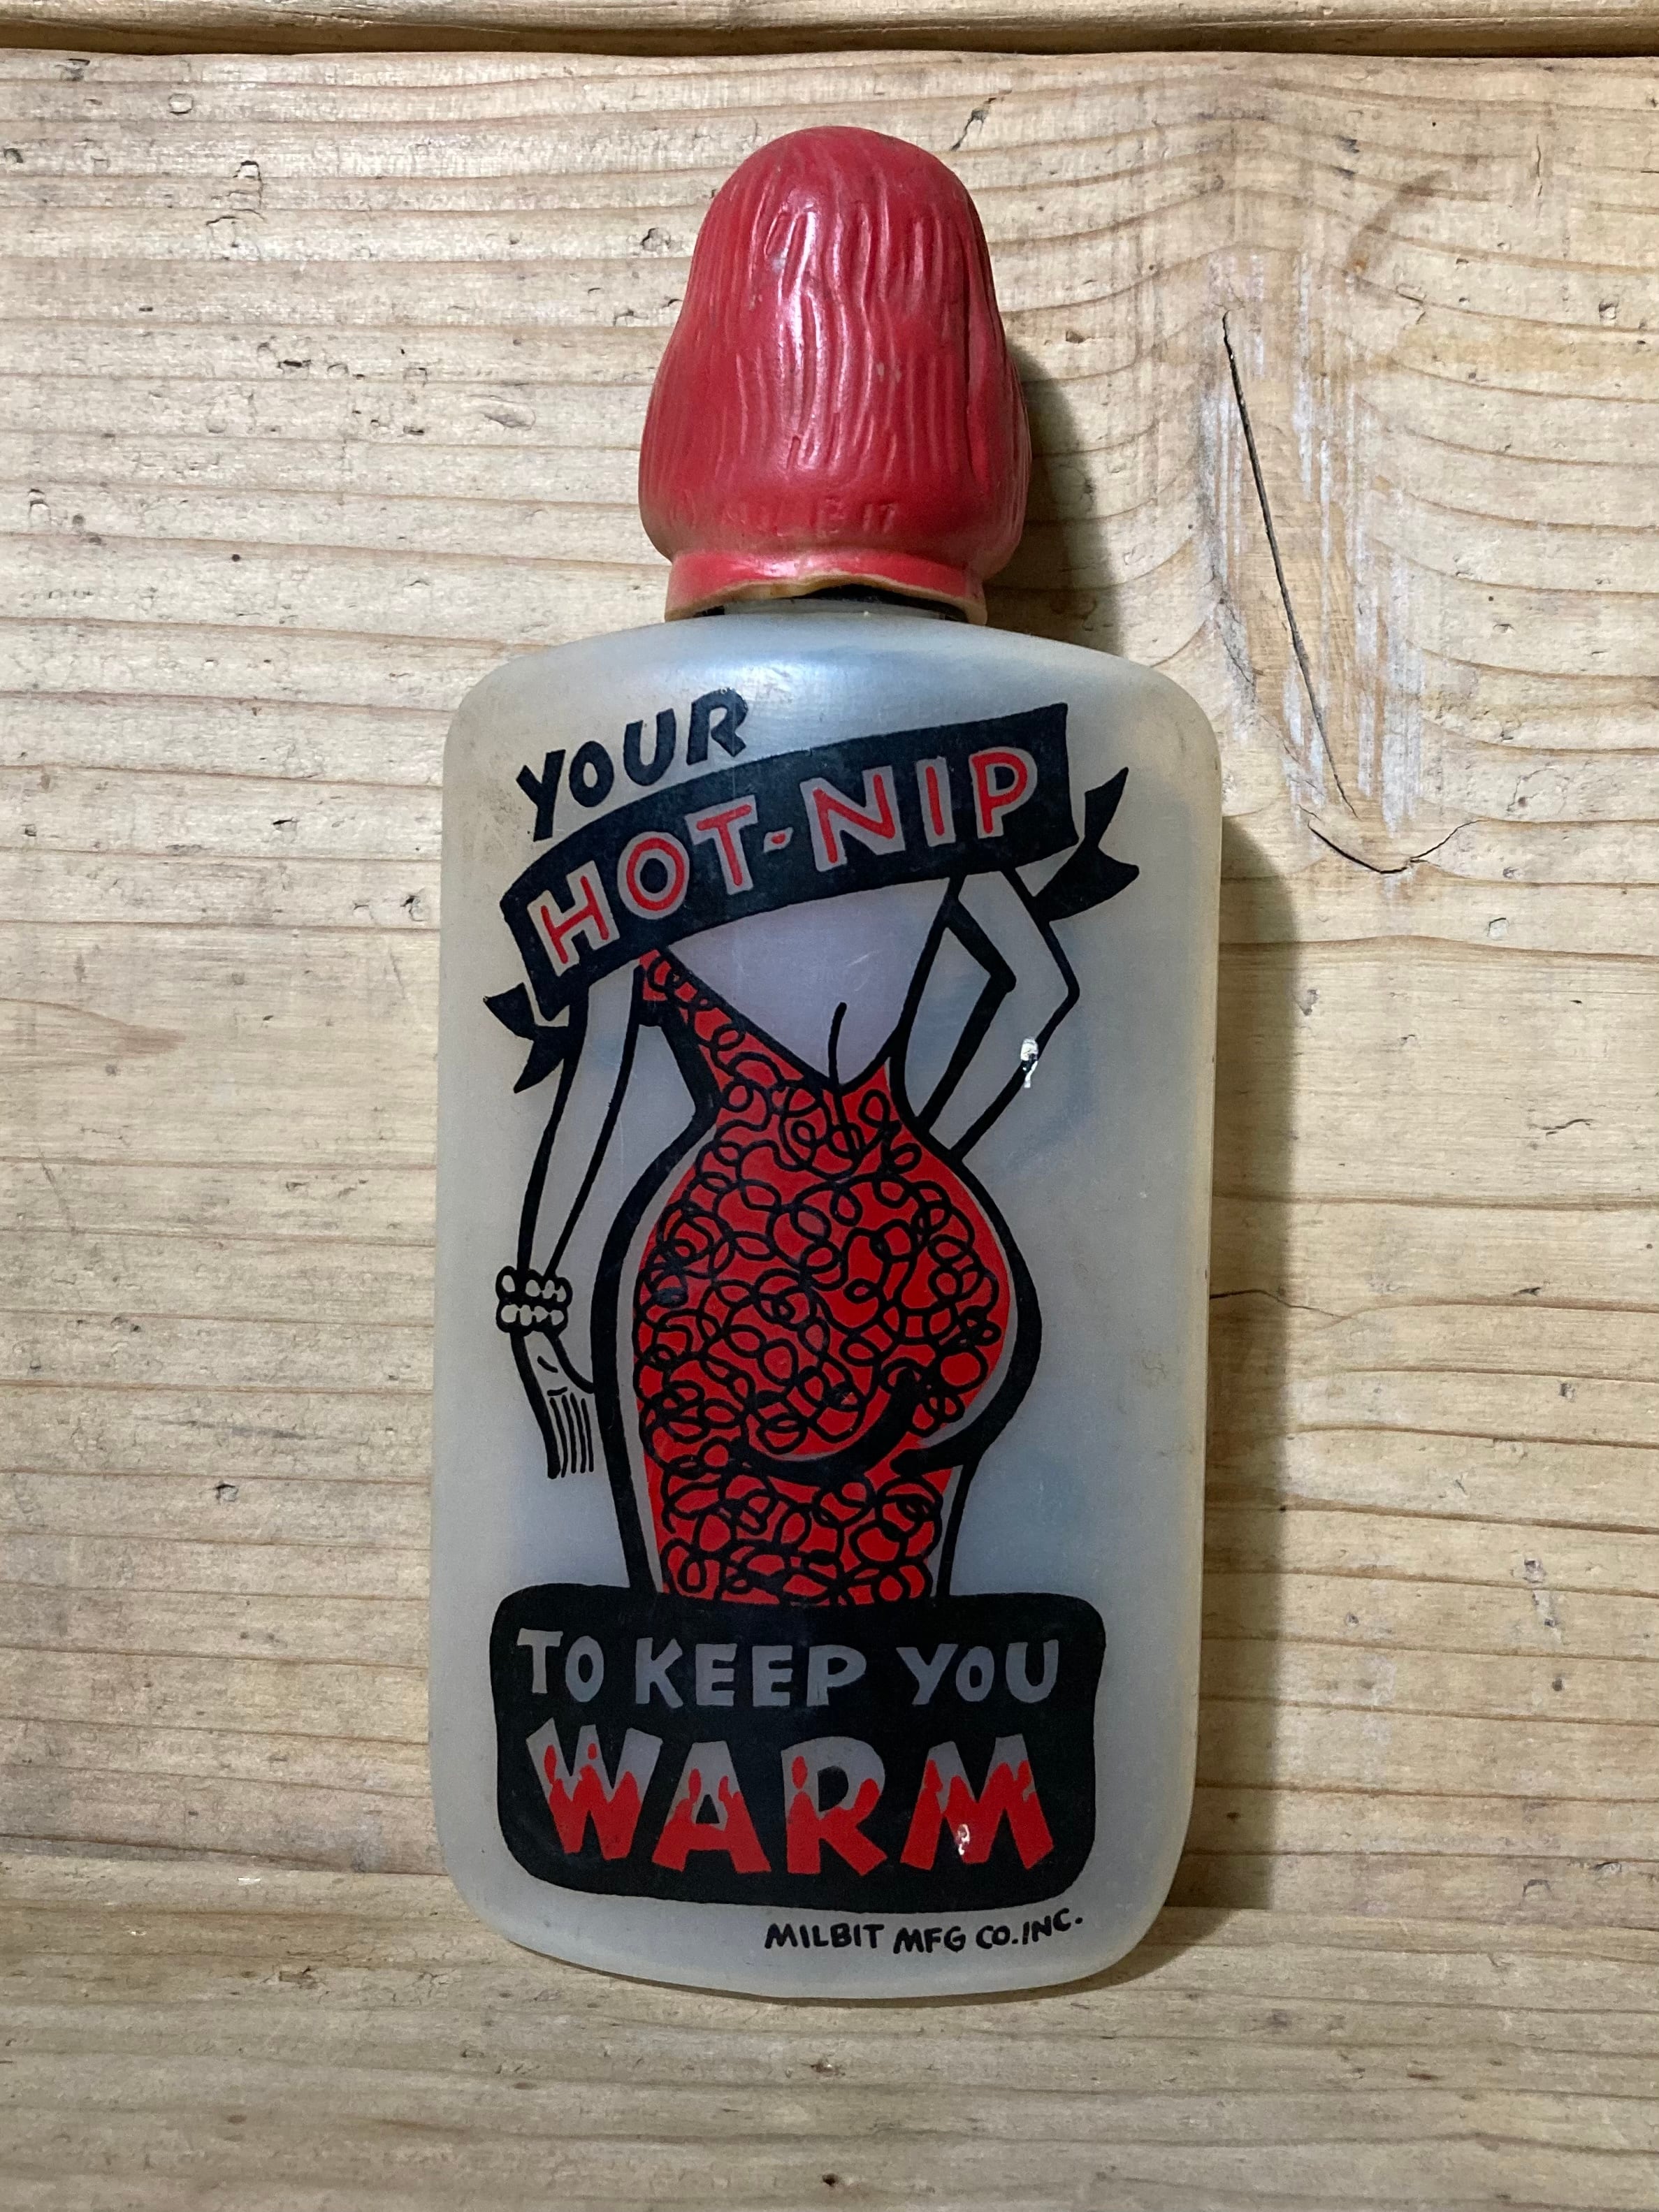 YOUR
HOT-NIP
TO KEEP YOU
WARM
MILBIT MFG CO. INC.